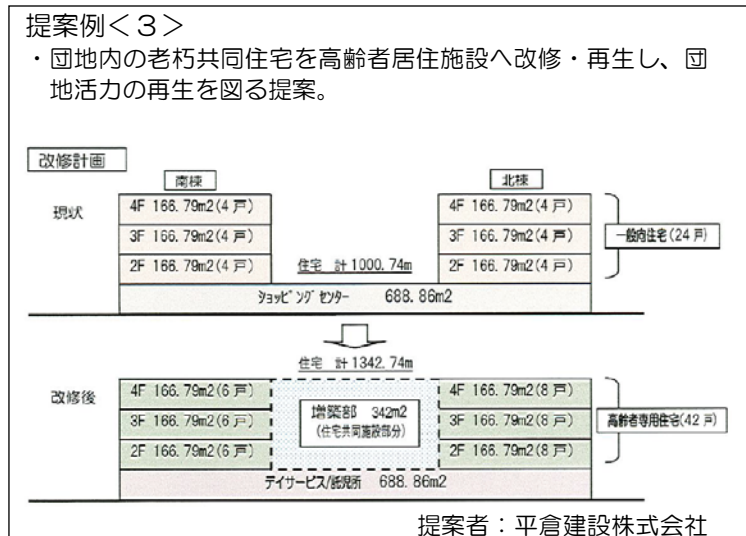 提案例<3>
・団地内の老朽共同住宅を高齢者居住施設へ改修・再生し、団
地活力の再生を図る提案。
改修計画
南棟
北棟
現状
4F 166.79m2(4戸)
4F 166.79m2(4戸)
3F 166.79m2(4戸)
3F 166.79m2(4戸)
一般向住宅(24戸)
2F 166.79m2(4戸)
住宅 計1000.74m
2F 166.79m2(4戸)
ショッピングセンター 688.86m2
住宅 計1342.74m
改修後
4F 166.79m2(6戸)
4F 166.79m2(8戸)
増築部 342m2
(住宅共同施設部分)
3F 166.79m2(6戸)
3F 166.79m2(8戸)
高齢者専用住宅(42戸)
2F 166.79m2(6戸)
2F 166.79m2(8戸)
デイサービス/託児所 688.86m2
提案者:平倉建設株式会社